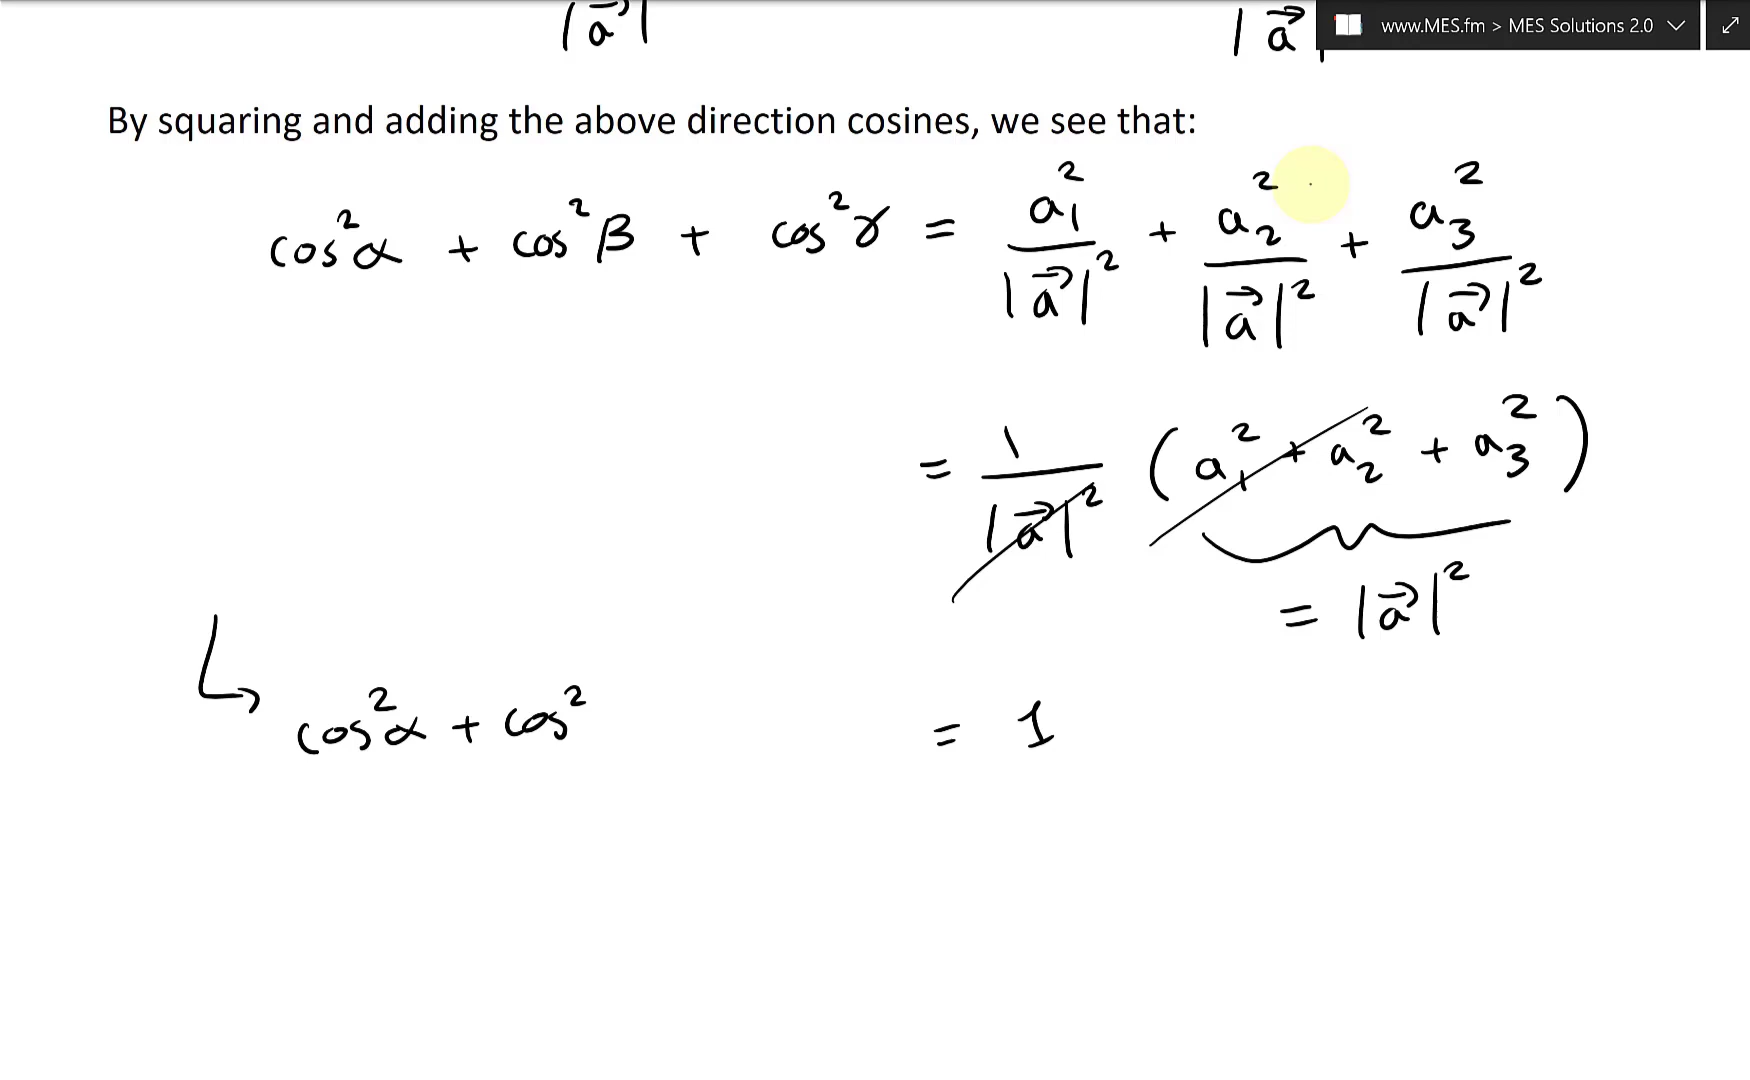 |a⃗| |a⃗| www.MES.fm > MES Solutions 2.0
By squaring and adding the above direction cosines, we see that:
cos²α + cos²β + cos²γ = a₁²/|a⃗|² + a₂²/|a⃗|² + a₃²/|a⃗|²
= 1/|a⃗|² (a₁² + a₂² + a₃²)
= |a⃗|²
cos²α + cos² = 1